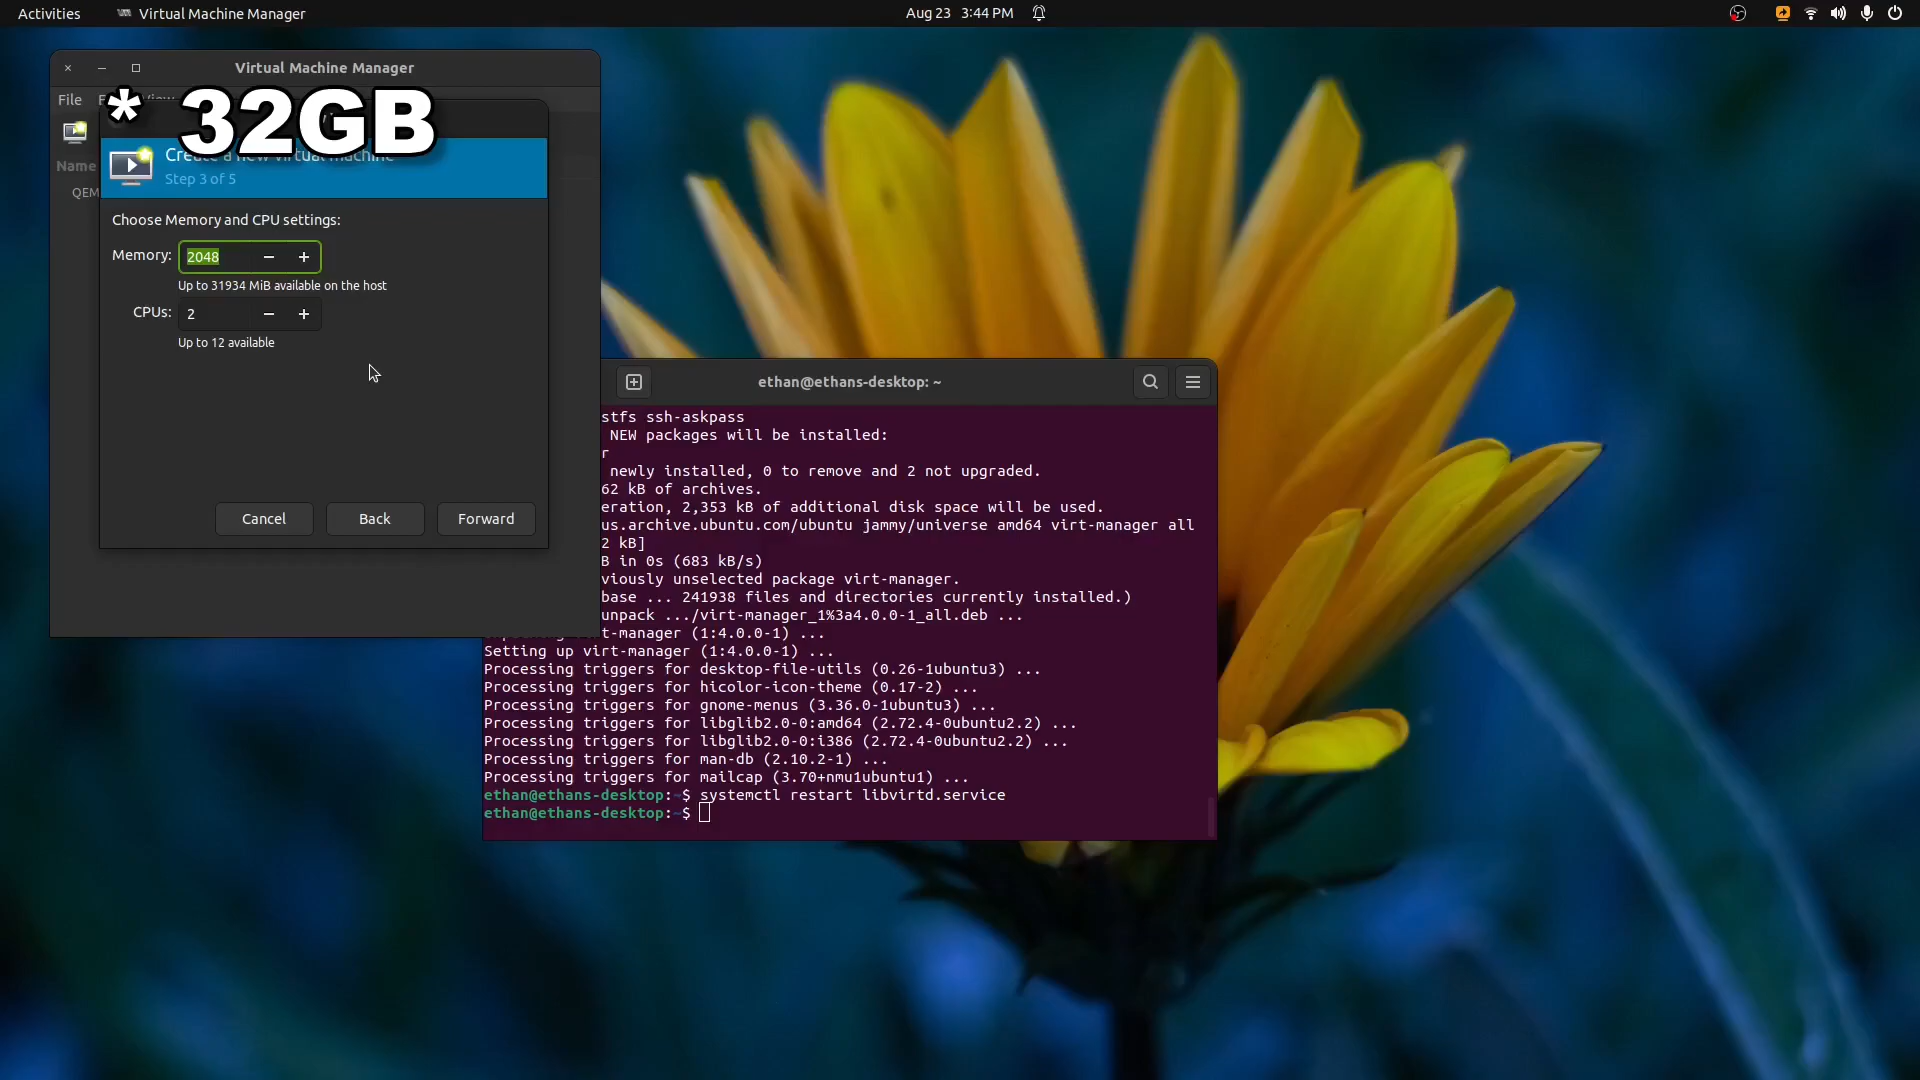 Activities
Virtual Machine Manager
Aug 23 3:44 PM
Virtual Machine Manager
File
* 32GB
Create a new virtual machine
Step 3 of 5
Name
QEM
Choose Memory and CPU settings:
Memory: 2048 − +
Up to 31934 MiB available on the host
CPUs: 2 − +
Up to 12 available
Cancel
Back
Forward
ethan@ethans-desktop: ~
stfs ssh-askpass
NEW packages will be installed:
r
newly installed, 0 to remove and 2 not upgraded.
62 kB of archives.
eration, 2,353 kB of additional disk space will be used.
us.archive.ubuntu.com/ubuntu jammy/universe amd64 virt-manager all
2 kB]
B in 0s (683 kB/s)
viously unselected package virt-manager.
base ... 241938 files and directories currently installed.)
unpack .../virt-manager_1%3a4.0.0-1_all.deb ...
t-manager (1:4.0.0-1) ...
Setting up virt-manager (1:4.0.0-1) ...
Processing triggers for desktop-file-utils (0.26-1ubuntu3) ...
Processing triggers for hicolor-icon-theme (0.17-2) ...
Processing triggers for gnome-menus (3.36.0-1ubuntu3) ...
Processing triggers for libglib2.0-0:amd64 (2.72.4-0ubuntu2.2) ...
Processing triggers for libglib2.0-0:i386 (2.72.4-0ubuntu2.2) ...
Processing triggers for man-db (2.10.2-1) ...
Processing triggers for mailcap (3.70+nmu1ubuntu1) ...
ethan@ethans-desktop:~$ systemctl restart libvirtd.service
ethan@ethans-desktop:~$